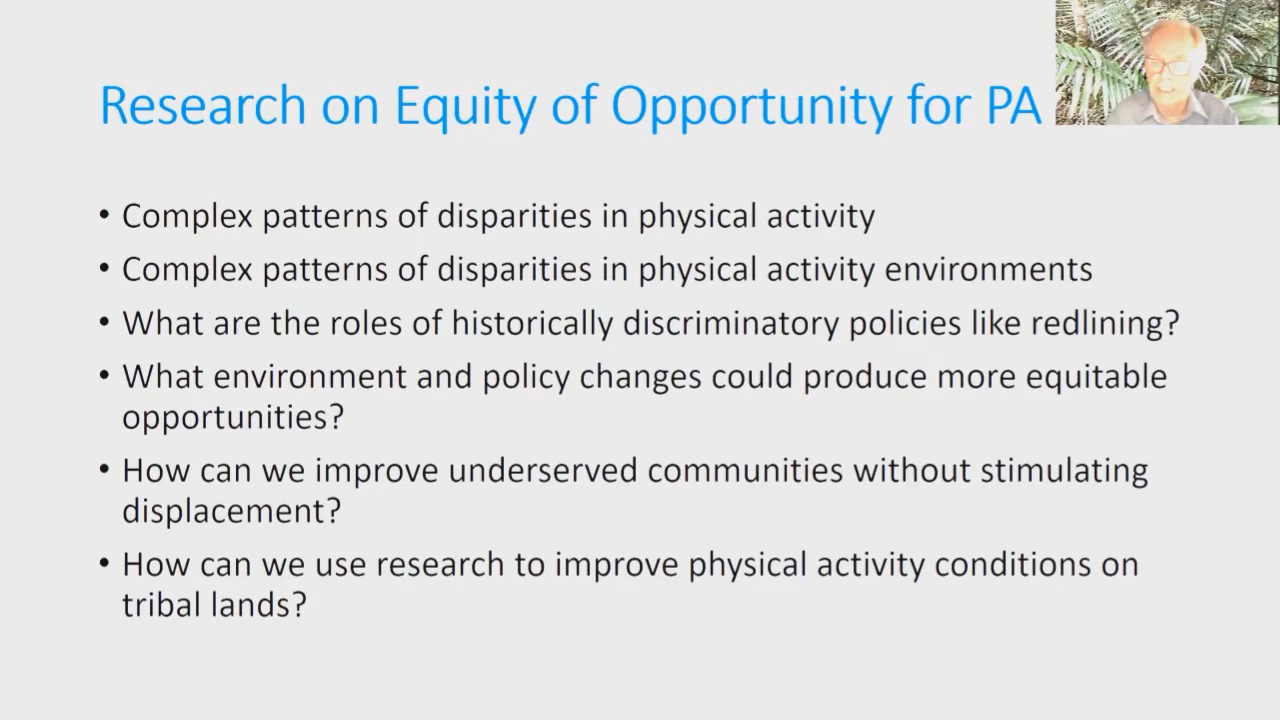 Research on Equity of Opportunity for PA
• Complex patterns of disparities in physical activity
• Complex patterns of disparities in physical activity environments
• What are the roles of historically discriminatory policies like redlining?
• What environment and policy changes could produce more equitable
opportunities?
• How can we improve underserved communities without stimulating
displacement?
• How can we use research to improve physical activity conditions on
tribal lands?